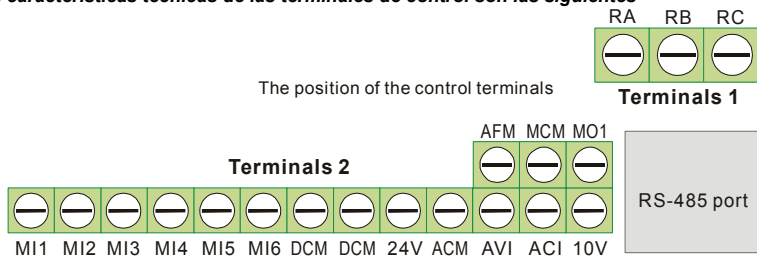 características técnicas de las terminales de control son las siguientes
RA RB RC
The position of the control terminals
Terminals 1
AFM MCM MO1
Terminals 2
RS-485 port
MI1 MI2 MI3 MI4 MI5 MI6 DCM DCM 24V ACM AVI ACI 10V